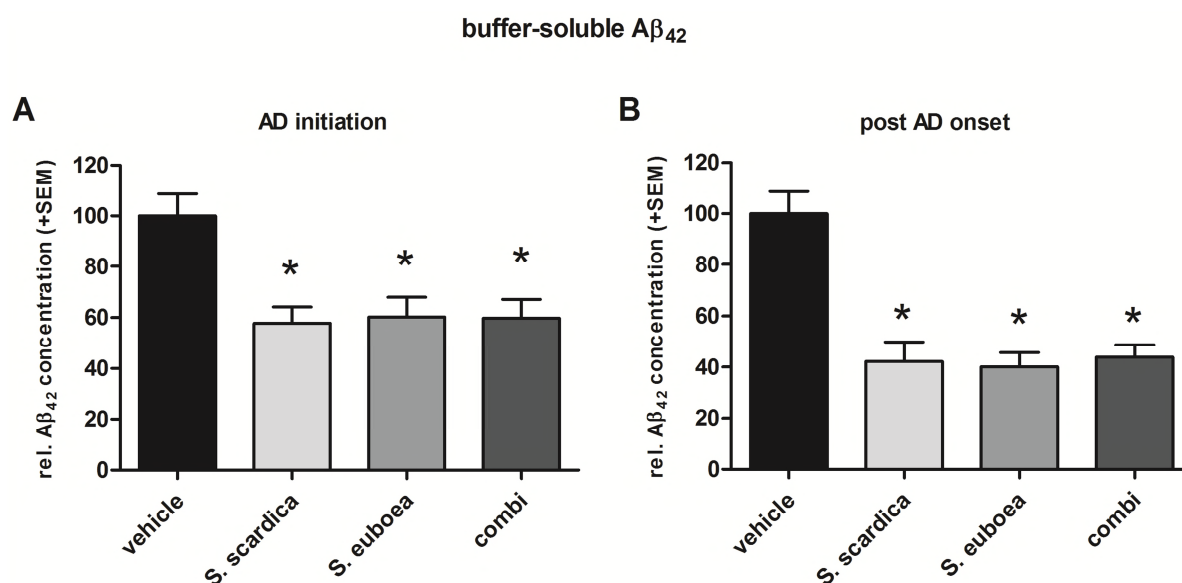 buffer-soluble Aβ42
A
AD initiation
rel. Aβ42 concentration (+SEM)
120
100
80
60
40
20
0
*
*
*
vehicle
S. scardica
S. euboea
combi
B
post AD onset
rel. Aβ42 concentration (+SEM)
120
100
80
60
40
20
0
*
*
*
vehicle
S. scardica
S. euboea
combi